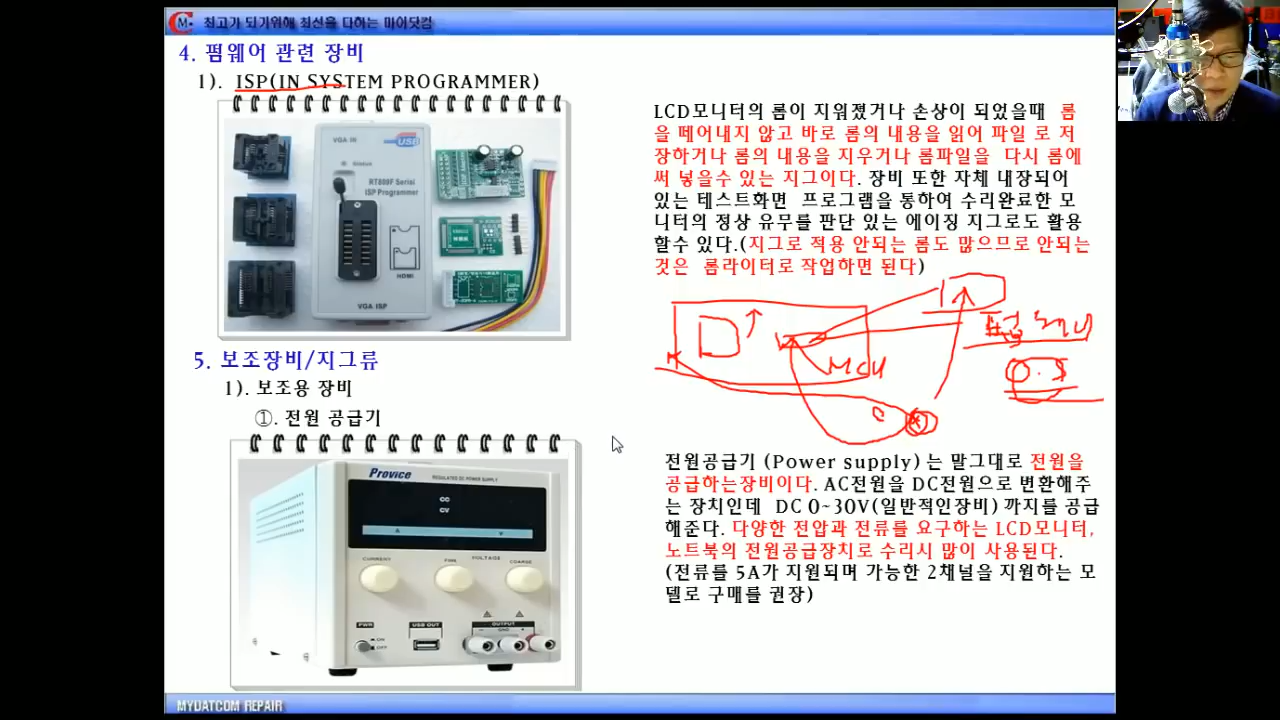 최고가 되기위해 최선을 다하는 마이닷컴
4. 펌웨어 관련 장비
1). ISP(IN SYSTEM PROGRAMMER)
VGA IN
USB
Status
RT809F Serial
ISP Programmer
HDMI
VGA ISP
LCD모니터의 롬이 지워졌거나 손상이 되었을때 롬
을 떼어내지 않고 바로 롬의 내용을 읽어 파일 로 저
장하거나 롬의 내용을 지우거나 롬파일을 다시 롬에
써 넣을수 있는 지그이다. 장비 또한 자체 내장되어
있는 테스트화면 프로그램을 통하여 수리완료한 모
니터의 정상 유무를 판단 있는 에이징 지그로도 활용
할수 있다.(지그로 적용 안되는 롬도 많으므로 안되는
것은 롬라이터로 작업하면 된다)
D
MCU
0.S
5. 보조장비/지그류
1). 보조용 장비
①. 전원 공급기
Provice
REGULATED DC POWER SUPPLY
CC
CV
A
V
CURRENT
FINE
VOLTAGE
COARSE
PWR
ON
OFF
USB OUT
OUTPUT
- GND +
전원공급기 (Power supply) 는 말그대로 전원을
공급하는장비이다. AC전원을 DC전원으로 변환해주
는 장치인데 DC 0~30V(일반적인장비) 까지를 공급
해준다. 다양한 전압과 전류를 요구하는 LCD모니터,
노트북의 전원공급장치로 수리시 많이 사용된다.
(전류를 5A가 지원되며 가능한 2채널을 지원하는 모
델로 구매를 권장)
MYDATCOM REPAIR